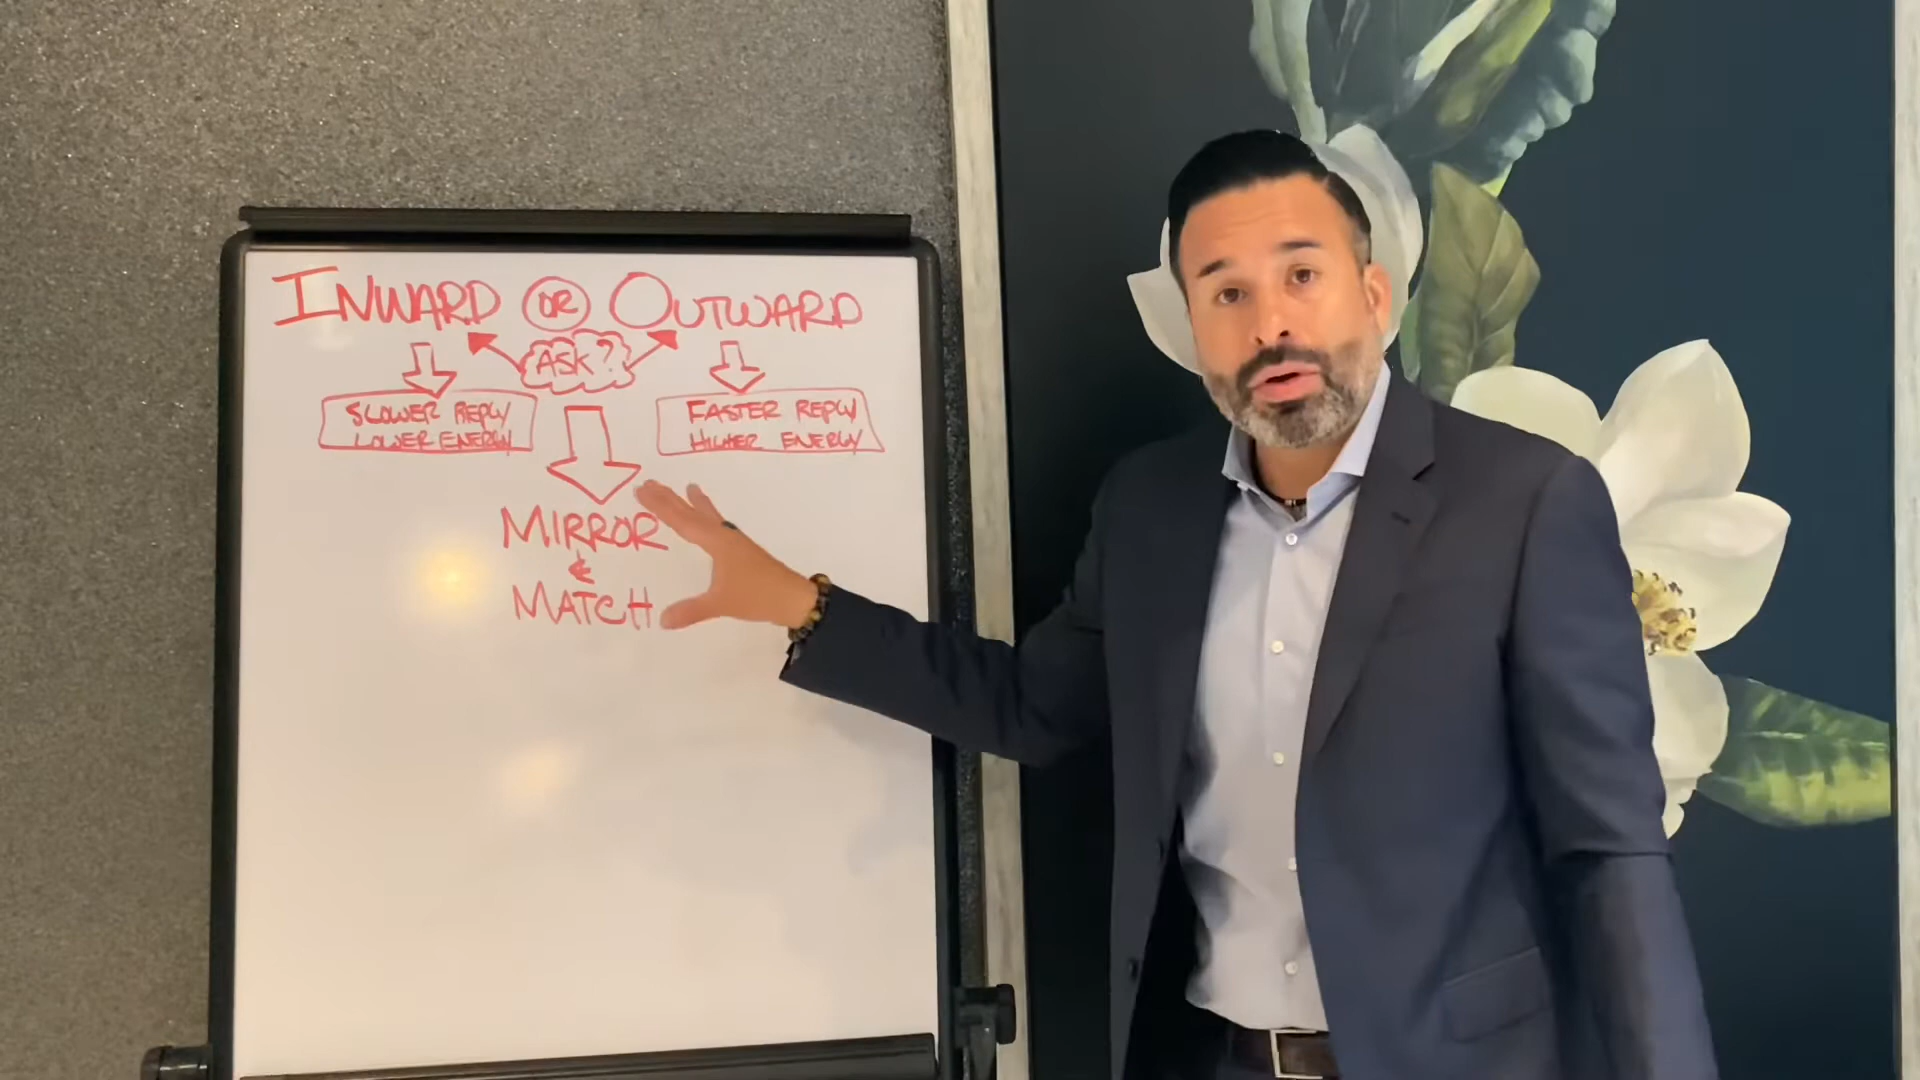 INWARD OR OUTWARD
ASK?
SLOWER REPLY
LOWER ENERGY
FASTER REPLY
HIGHER ENERGY
MIRROR
&
MATCH